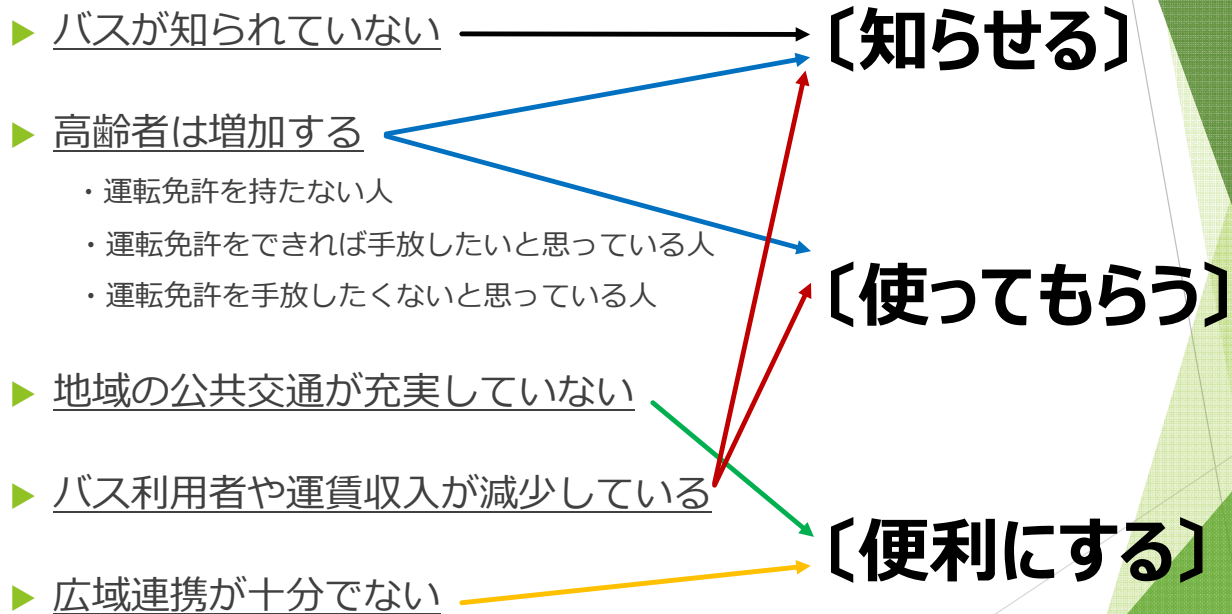 バスが知られていない
〔知らせる〕
高齢者は増加する
・運転免許を持たない人
・運転免許をできれば手放したいと思っている人
・運転免許を手放したくないと思っている人
〔使ってもらう〕
地域の公共交通が充実していない
バス利用者や運賃収入が減少している
〔便利にする〕
広域連携が十分でない